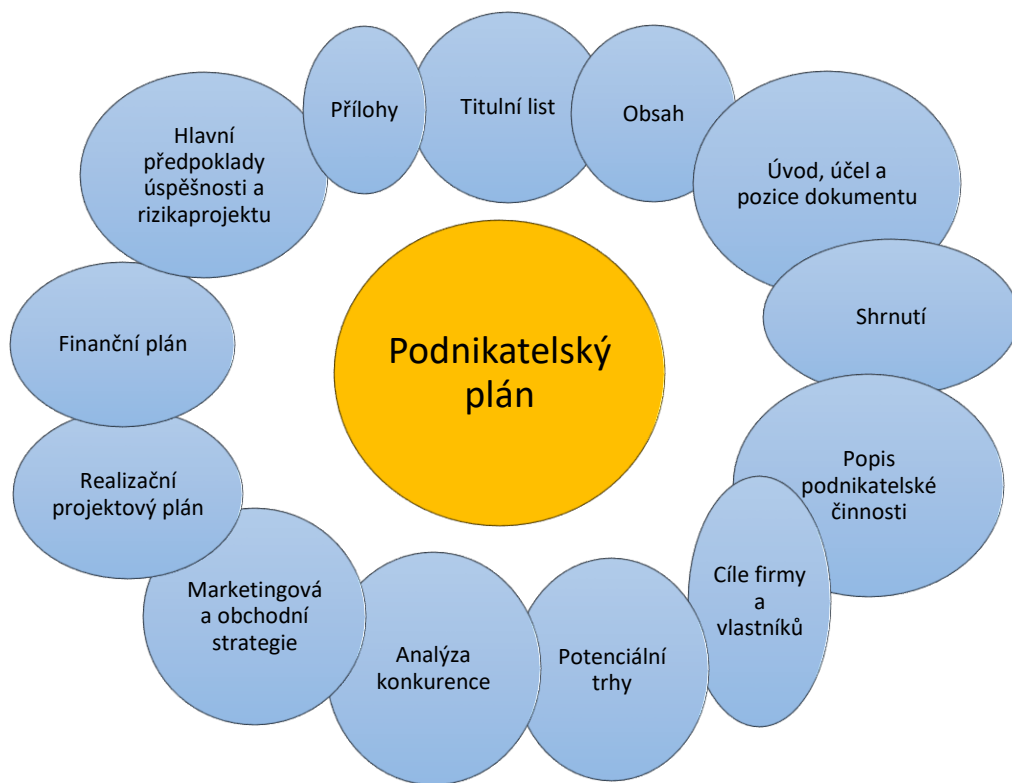 Přílohy
Titulní list
Obsah
Hlavní
předpoklady
úspěšnosti a
rizikaprojektu
Úvod, účel a
pozice dokumentu
Shrnutí
Finanční plán
Podnikatelský
plán
Popis
podnikatelské
činnosti
Realizační
projektový plán
Cíle firmy
a
vlastníků
Marketingová
a obchodní
strategie
Analýza
konkurence
Potenciální
trhy